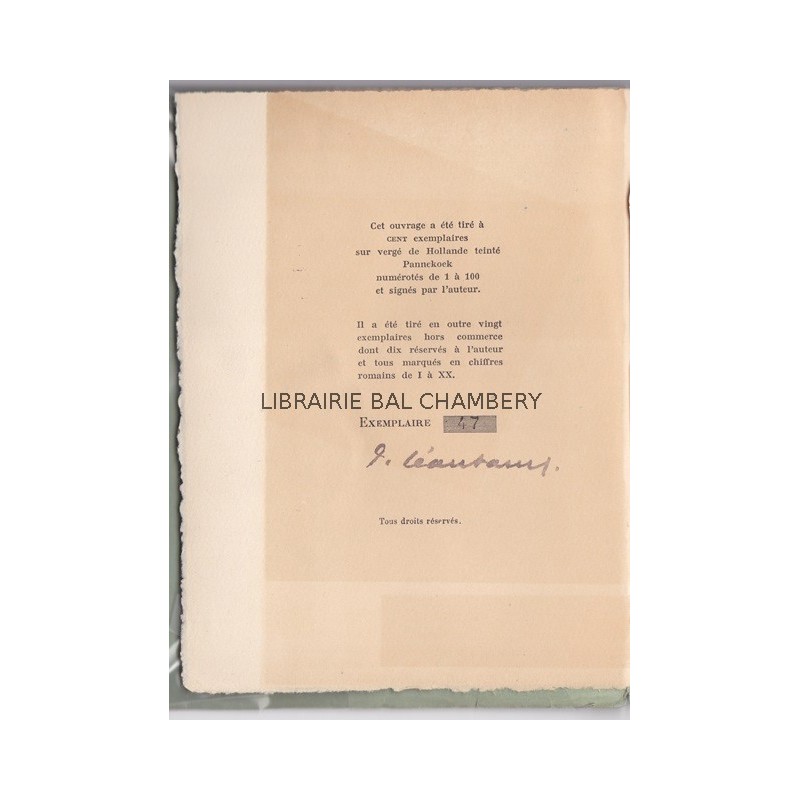 Cet ouvrage a été tiré à
CENT exemplaires
sur vergé de Hollande teinté
Pannekoek
numérotés de 1 à 100
et signés par l'auteur.
Il a été tiré en outre vingt
exemplaires hors commerce
dont dix réservés à l'auteur
et tous marqués en chiffres
romains de I à XX.
LIBRAIRIE BAL CHAMBERY
EXEMPLAIRE 47
Tous droits réservés.